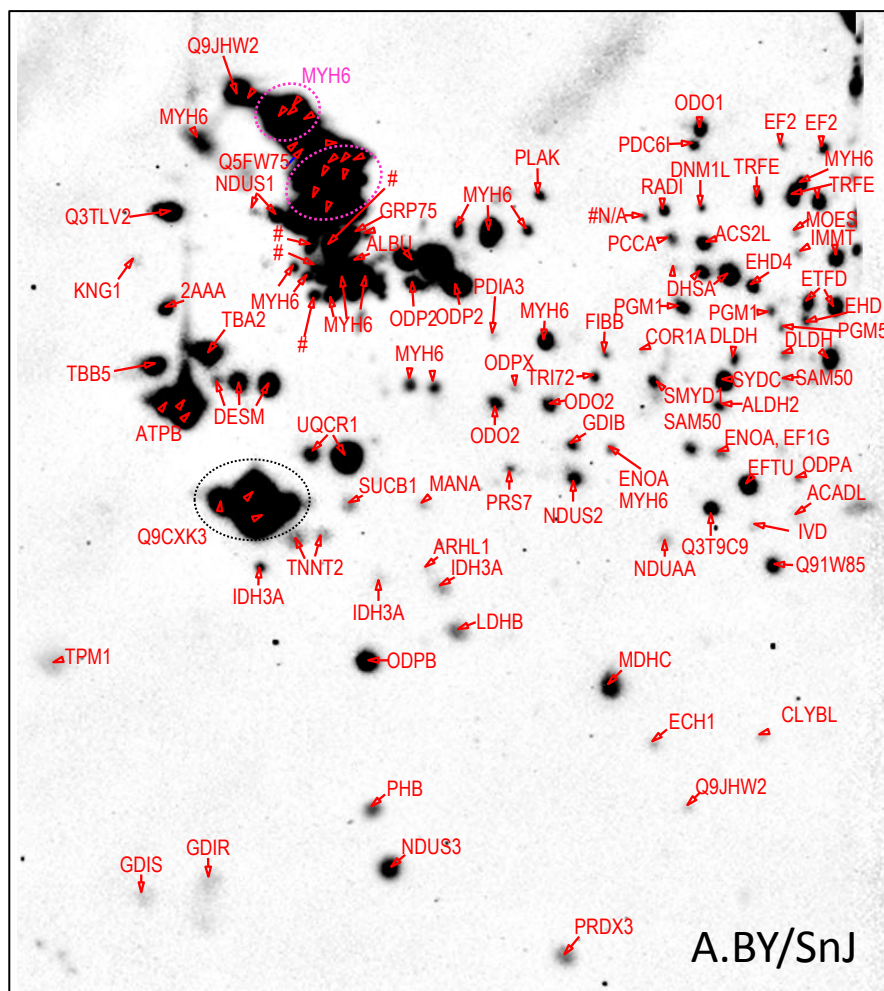 Q9JHW2
MYH6
MYH6
ODO1
EF2
EF2
PDC6I
Q5FW75
NDUS1
#
PLAK
DNM1L
TRFE
MYH6
TRFE
RADI
Q3TLV2
GRP75
MYH6
#N/A
MOES
#
ALBU
PCCA
ACS2L
IMMT
#
KNG1
MYH6
PDIA3
EHD4
DHSA
ETFD
2AAA
MYH6
ODP2
ODP2
MYH6
PGM1
PGM1
EHD
TBA2
#
FIBB
COR1A
DLDH
PGM5
DLDH
TBB5
MYH6
ODPX
TRI72
SYDC
SAM50
DESM
SMYD1
ALDH2
ATPB
ODO2
ODO2
SAM50
UQCR1
GDIB
ENOA, EF1G
SUCB1
MANA
PRS7
ENOA
MYH6
EFTU
ODPA
NDUS2
ACADL
Q9CXK3
IVD
TNNT2
ARHL1
Q3T9C9
NDUAA
Q91W85
IDH3A
IDH3A
IDH3A
LDHB
TPM1
ODPB
MDHC
CLYBL
ECH1
PHB
Q9JHW2
GDIR
NDUS3
GDIS
PRDX3
A.BY/SnJ